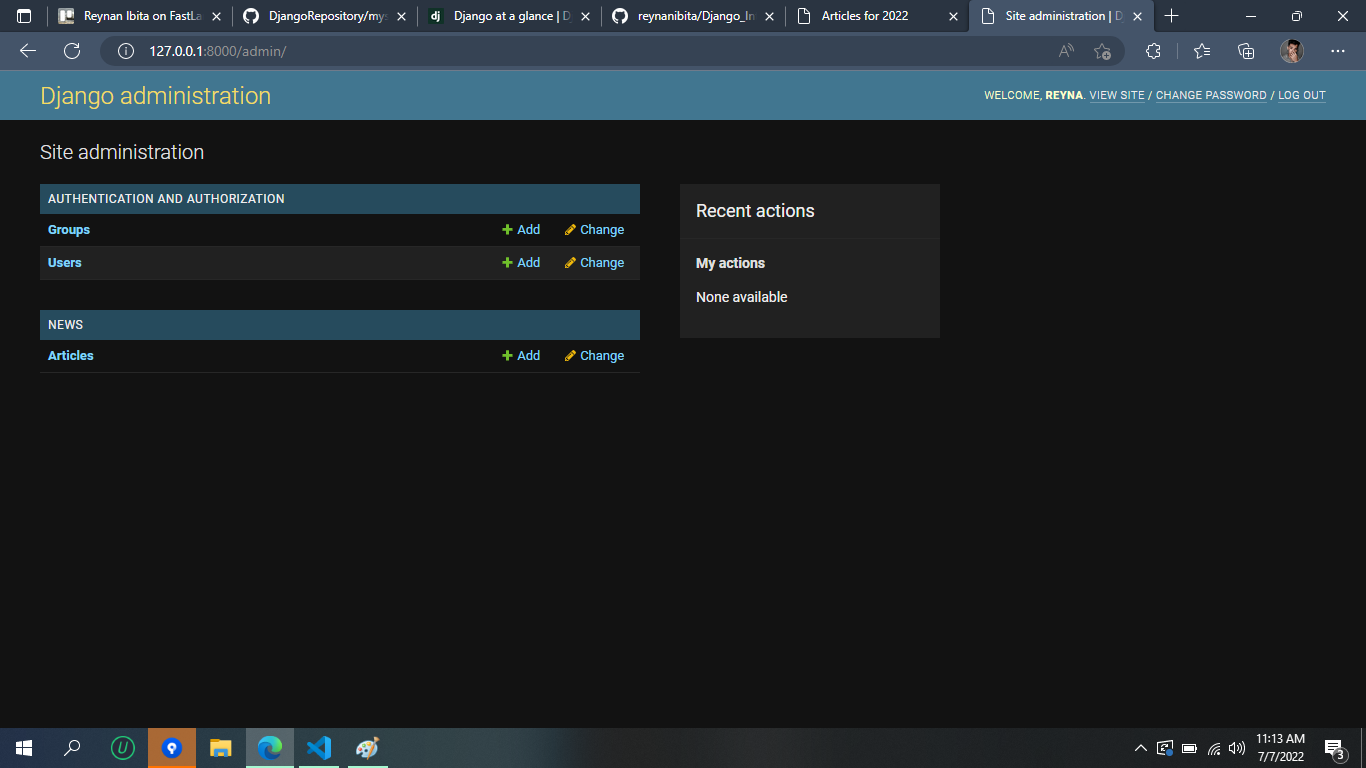 Reynan Ibita on FastLa
DjangoRepository/mys
Django at a glance | D
reynanibita/Django_In
Articles for 2022
Site administration | D
127.0.0.1:8000/admin/
Django administration
WELCOME, REYNA. VIEW SITE / CHANGE PASSWORD / LOG OUT
Site administration
AUTHENTICATION AND AUTHORIZATION
Groups Add Change
Users Add Change
NEWS
Articles Add Change
Recent actions
My actions
None available
11:13 AM
7/7/2022
3